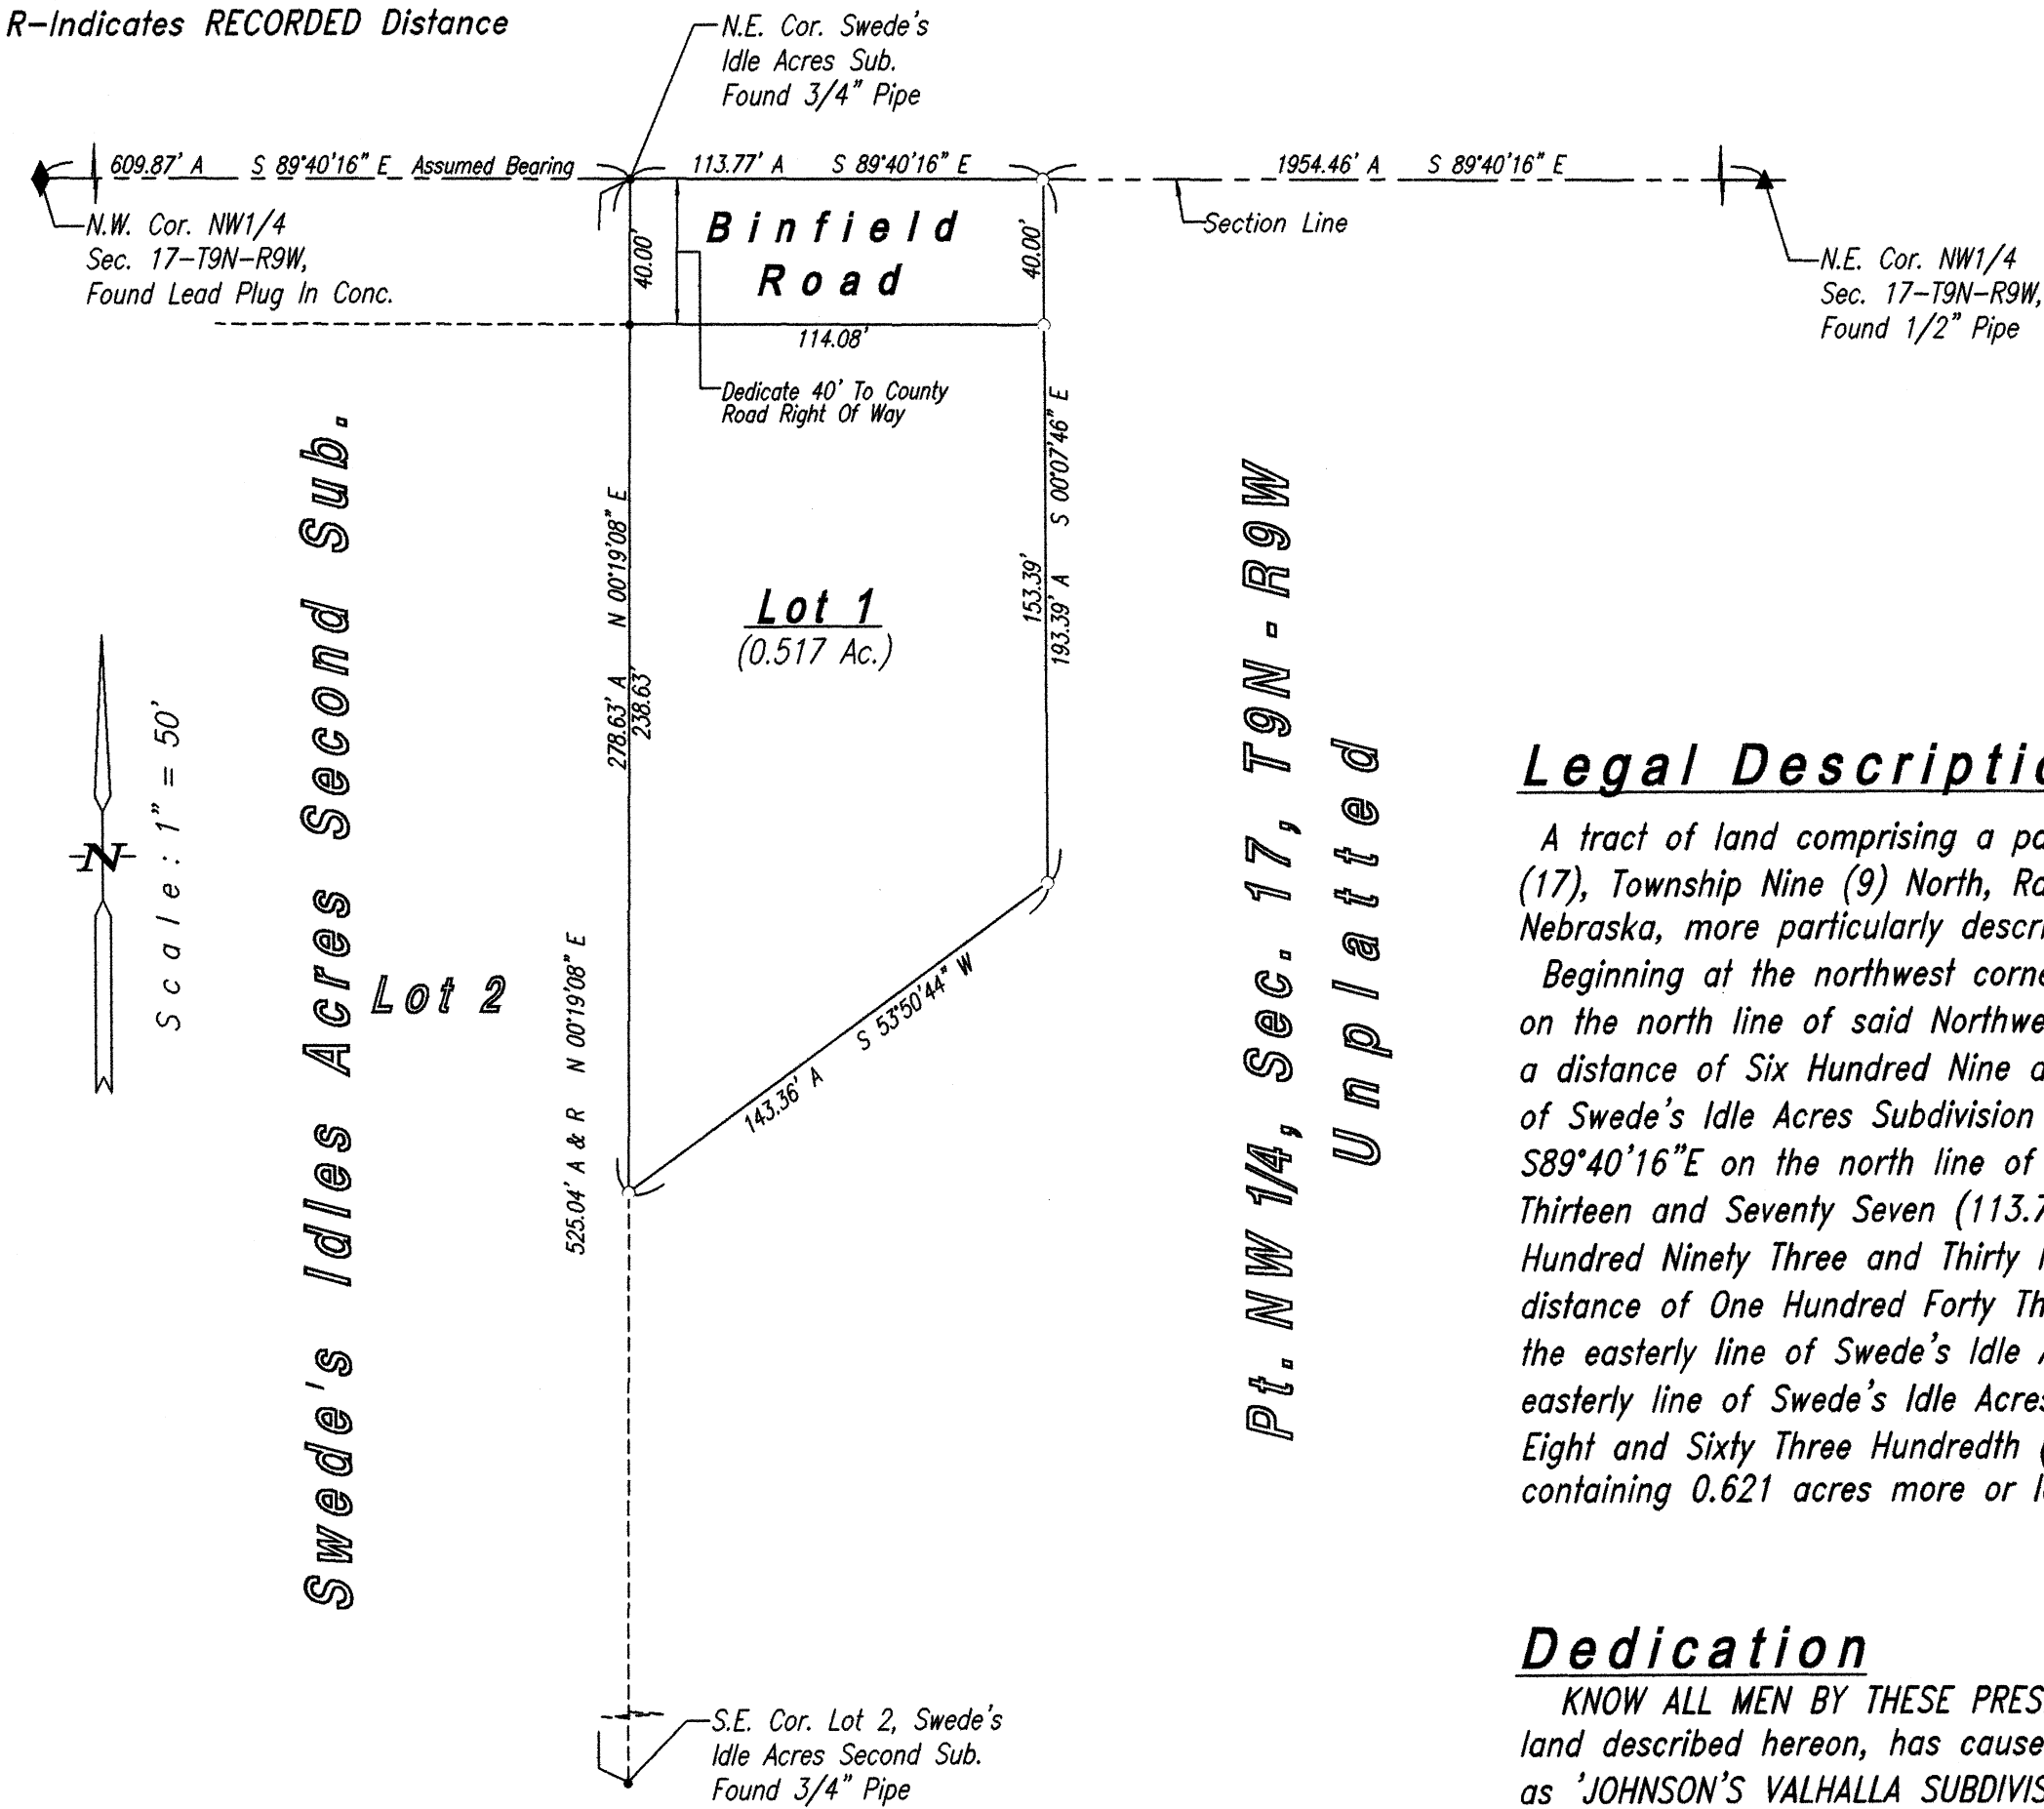 R-Indicates RECORDED Distance
N.E. Cor. Swede's
Idle Acres Sub.
Found 3/4" Pipe
609.87' A S 89°40'16" E Assumed Bearing
113.77' A S 89°40'16" E
1954.46' A S 89°40'16" E
N.W. Cor. NW1/4
Sec. 17-T9N-R9W,
Found Lead Plug In Conc.
40.00'
Binfield
Road
40.00'
Section Line
N.E. Cor. NW1/4
Sec. 17-T9N-R9W,
Found 1/2" Pipe
114.08'
Dedicate 40' To County
Road Right Of Way
Swede's Idles Acres Second Sub.
Lot 2
278.63' A N 00°19'08" E
238.63'
Lot 1
(0.517 Ac.)
153.39'
193.39' A S 00°07'46" E
Pt. NW 1/4, Sec. 17, T9N - R9W
Unplatted
N
Scale: 1" = 50'
525.04' A & R N 00°19'08" E
143.36' A S 53°50'44" W
S.E. Cor. Lot 2, Swede's
Idle Acres Second Sub.
Found 3/4" Pipe
Legal Descriptio
A tract of land comprising a pa
(17), Township Nine (9) North, Ra
Nebraska, more particularly descri
Beginning at the northwest corne
on the north line of said Northwe
a distance of Six Hundred Nine a
of Swede's Idle Acres Subdivision
S89°40'16"E on the north line of
Thirteen and Seventy Seven (113.7
Hundred Ninety Three and Thirty
distance of One Hundred Forty Th
the easterly line of Swede's Idle A
easterly line of Swede's Idle Acres
Eight and Sixty Three Hundredth (
containing 0.621 acres more or le
Dedication
KNOW ALL MEN BY THESE PRES
land described hereon, has cause
as 'JOHNSON'S VALHALLA SUBDIVIS